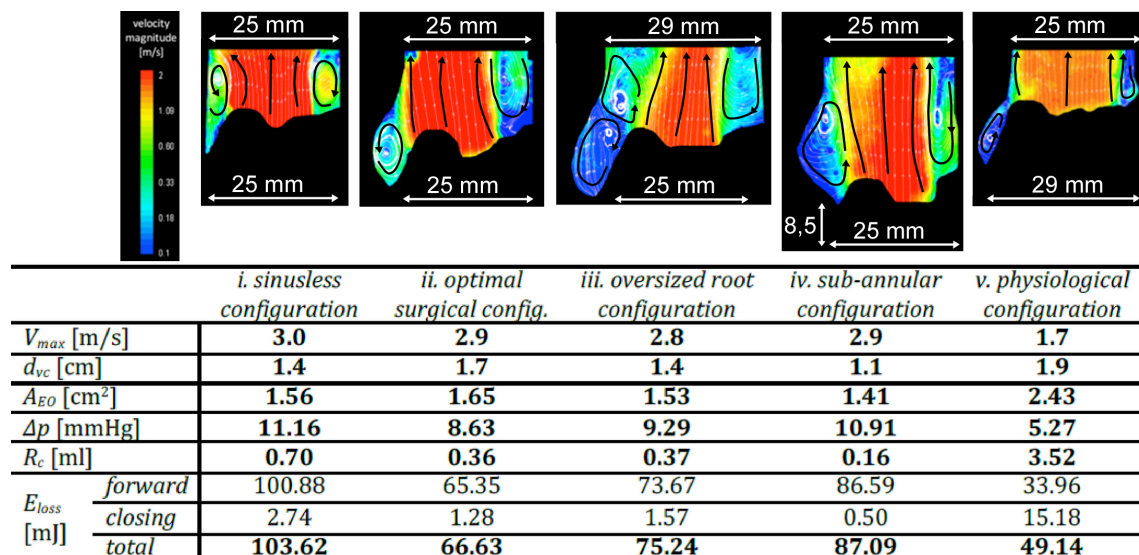 velocity
magnitude
[m/s]
2
1.09
0.60
0.33
0.18
0.1
25 mm
25 mm
25 mm
25 mm
29 mm
25 mm
25 mm
8,5
25 mm
25 mm
29 mm
i. sinusless configuration
ii. optimal surgical config.
iii. oversized root configuration
iv. sub-annular configuration
v. physiological configuration
Vmax [m/s] 3.0 2.9 2.8 2.9 1.7
dvc [cm] 1.4 1.7 1.4 1.1 1.9
AEO [cm²] 1.56 1.65 1.53 1.41 2.43
Δp [mmHg] 11.16 8.63 9.29 10.91 5.27
Rc [ml] 0.70 0.36 0.37 0.16 3.52
Eloss [mJ]
forward 100.88 65.35 73.67 86.59 33.96
closing 2.74 1.28 1.57 0.50 15.18
total 103.62 66.63 75.24 87.09 49.14